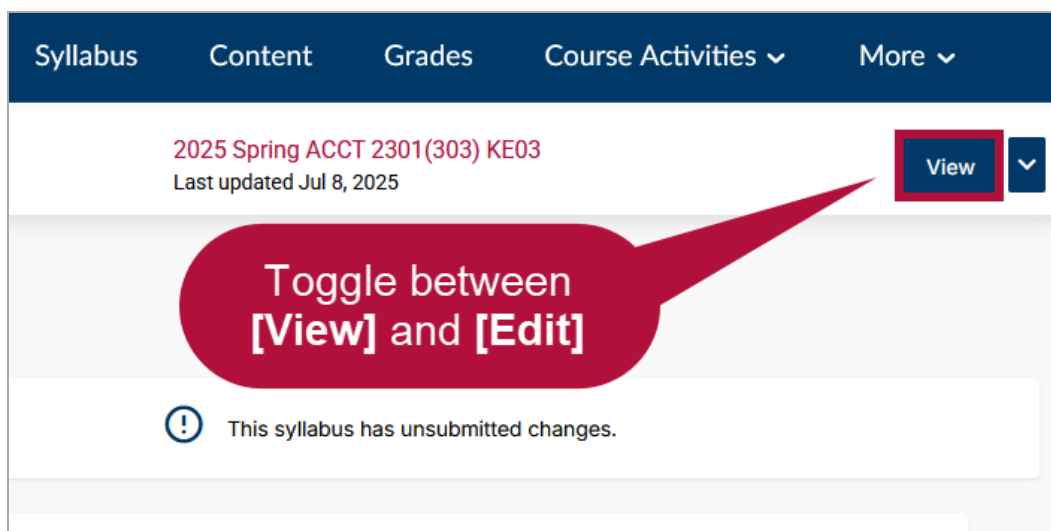 Syllabus Content Grades Course Activities More
2025 Spring ACCT 2301(303) KE03
Last updated Jul 8, 2025
View
Toggle between
[View] and [Edit]
This syllabus has unsubmitted changes.